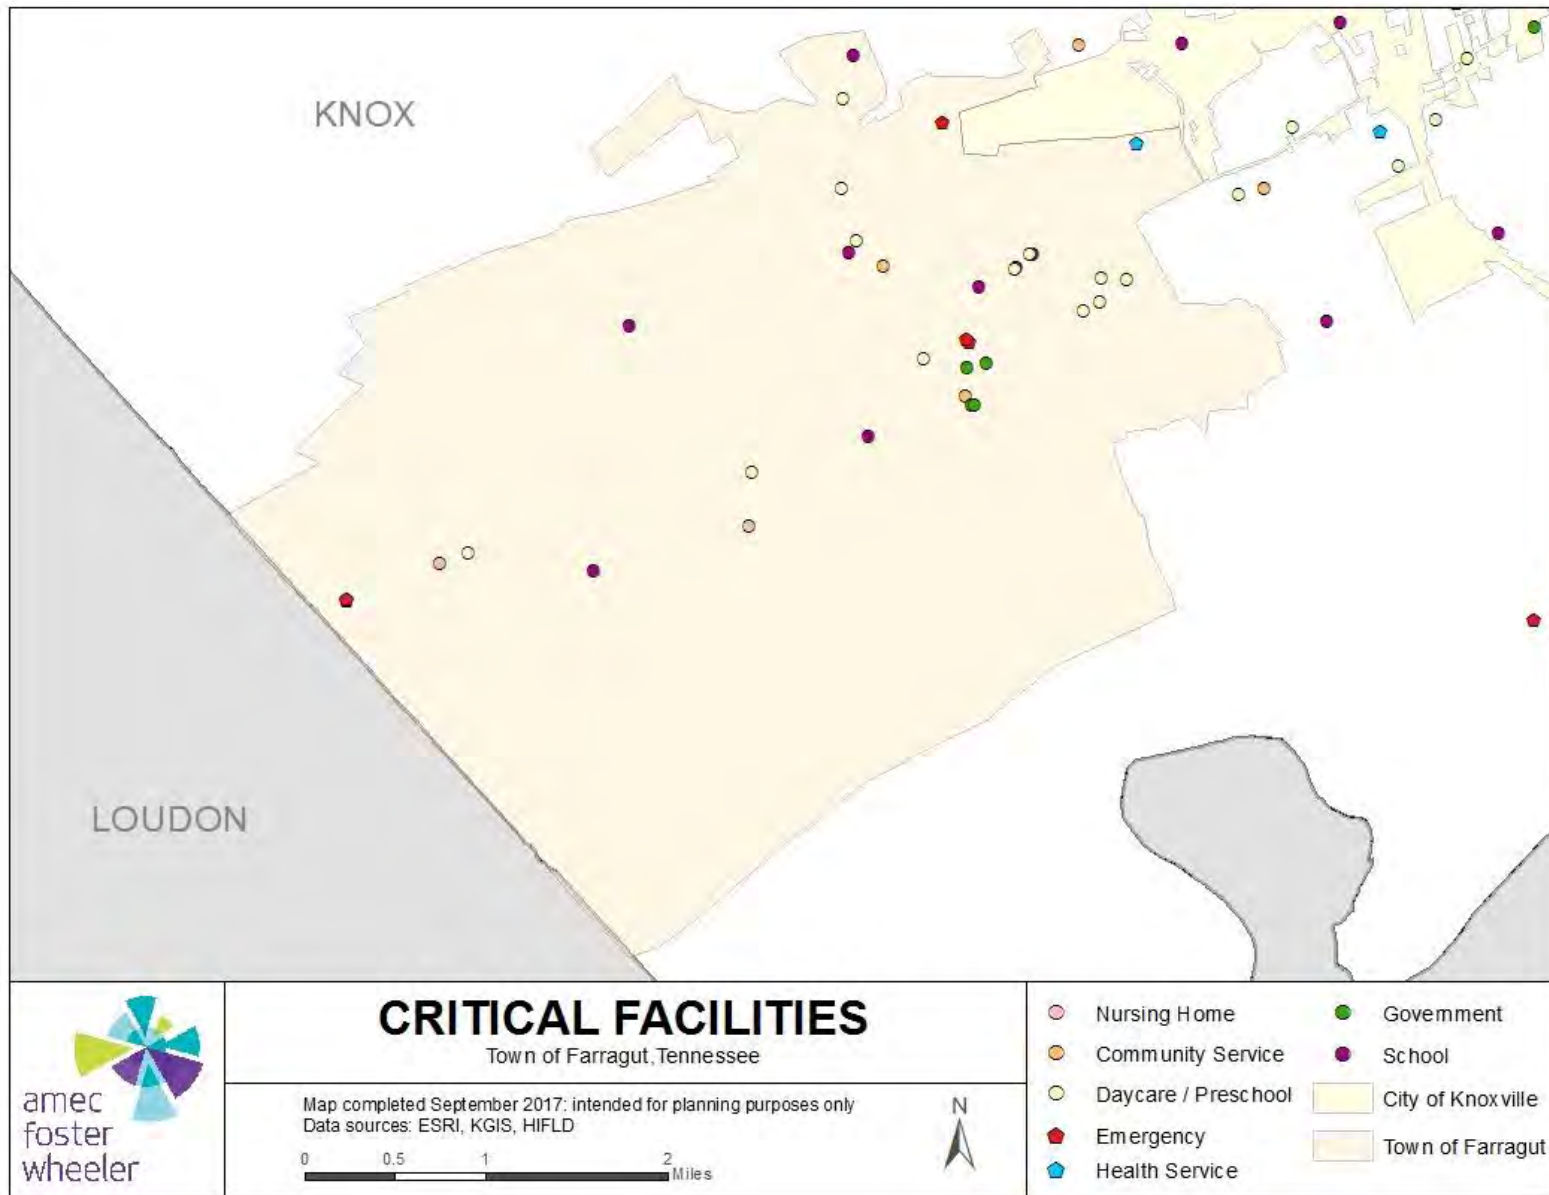 KNOX
LOUDON
amec
foster
wheeler
CRITICAL FACILITIES
Town of Farragut, Tennessee
Map completed September 2017: intended for planning purposes only
Data sources: ESRI, KGIS, HIFLD
0 0.5 1 2
Miles
N
Nursing Home
Community Service
Daycare / Preschool
Emergency
Health Service
Government
School
City of Knoxville
Town of Farragut